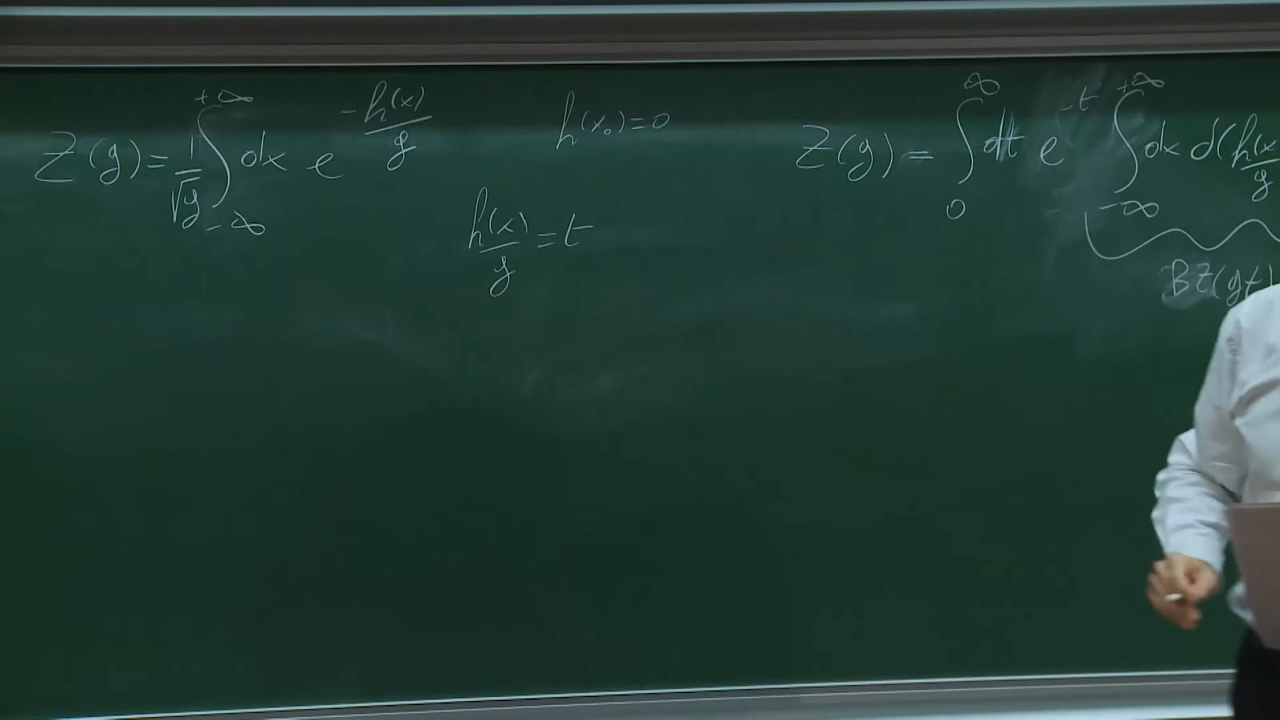 Z(g) = 1/√g ∫_{-∞}^{+∞} dx e^{-h(x)/g}
h(x₀)=0
h(x)/g = t
Z(g) = ∫_0^∞ dt e^{-t} ∫_{-∞}^{+∞} dx d(h(x/g
BZ(gt)